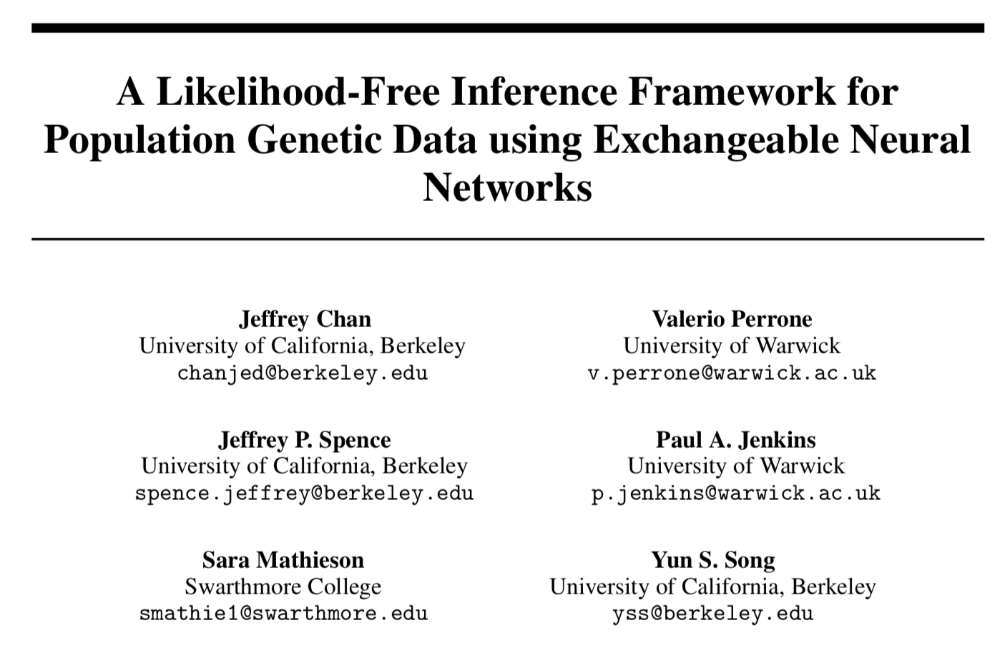 A Likelihood-Free Inference Framework for
Population Genetic Data using Exchangeable Neural
Networks
Jeffrey Chan
University of California, Berkeley
chanjed@berkeley.edu
Valerio Perrone
University of Warwick
v.perrone@warwick.ac.uk
Jeffrey P. Spence
University of California, Berkeley
spence.jeffrey@berkeley.edu
Paul A. Jenkins
University of Warwick
p.jenkins@warwick.ac.uk
Sara Mathieson
Swarthmore College
smathie1@swarthmore.edu
Yun S. Song
University of California, Berkeley
yss@berkeley.edu